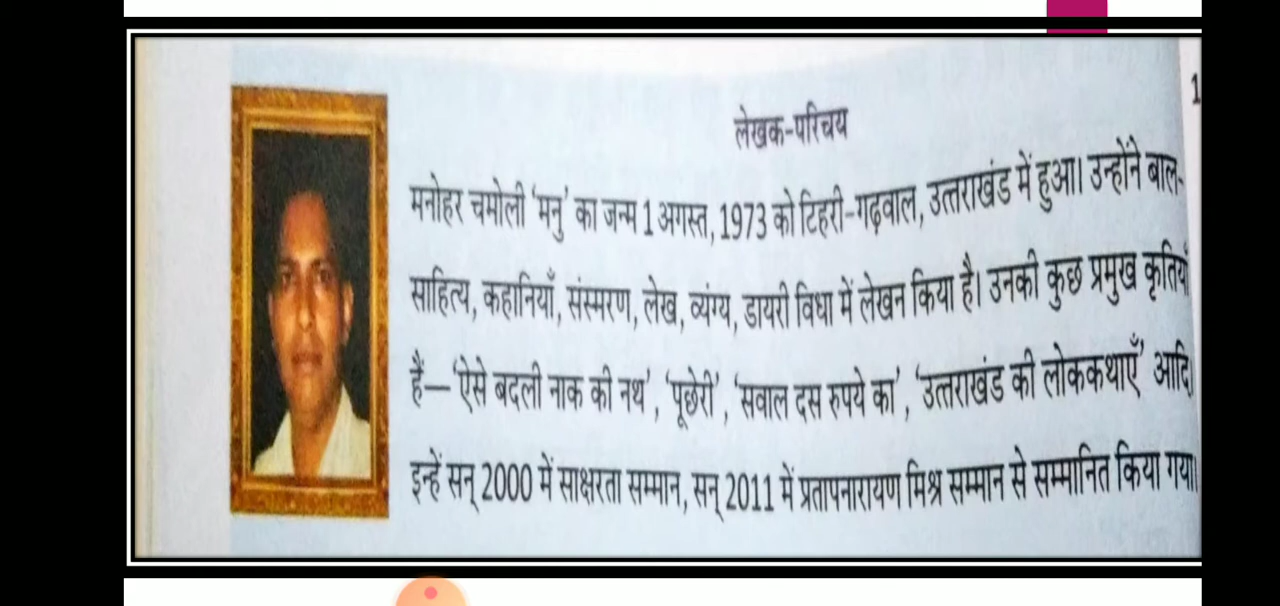 1
लेखक-परिचय
मनोहर चमोली ‘मनु’ का जन्म 1 अगस्त, 1973 को टिहरी-गढ़वाल, उत्तराखंड में हुआ। उन्होंने बाल-
साहित्य, कहानियाँ, संस्मरण, लेख, व्यंग्य, डायरी विधा में लेखन किया है। उनकी कुछ प्रमुख कृतियाँ
हैं—‘ऐसे बदली नाक की नथ’, ‘पूछेरी’, ‘सवाल दस रुपये का’, ‘उत्तराखंड की लोककथाएँ’ आदि।
इन्हें सन् 2000 में साक्षरता सम्मान, सन् 2011 में प्रतापनारायण मिश्र सम्मान से सम्मानित किया गया।